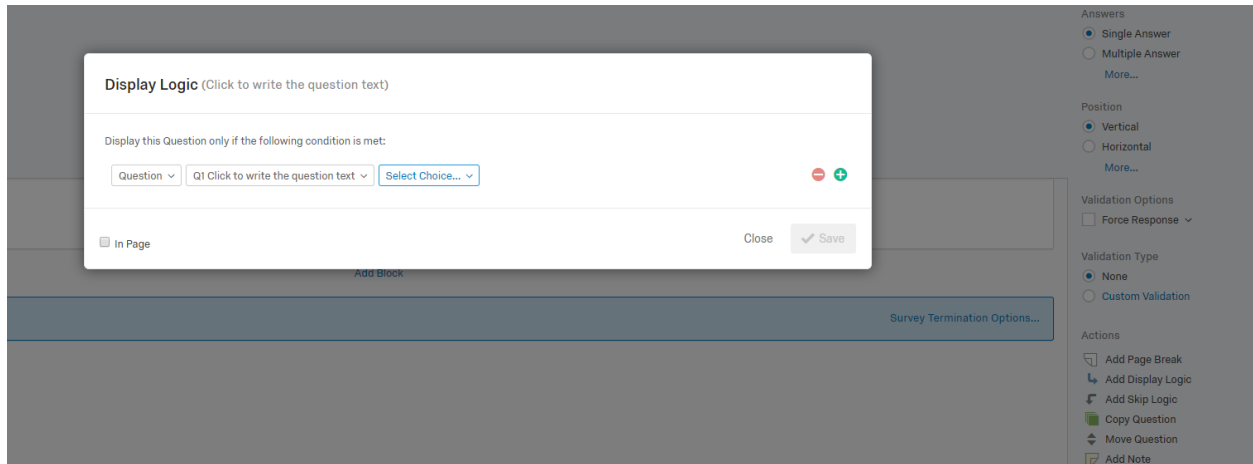 Answers
Single Answer
Multiple Answer
More...
Display Logic (Click to write the question text)
Position
Vertical
Horizontal
More...
Display this Question only if the following condition is met:
Question Q1 Click to write the question text Select Choice...
Validation Options
Force Response
In Page
Close Save
Validation Type
None
Custom Validation
Add Block
Survey Termination Options...
Actions
Add Page Break
Add Display Logic
Add Skip Logic
Copy Question
Move Question
Add Note